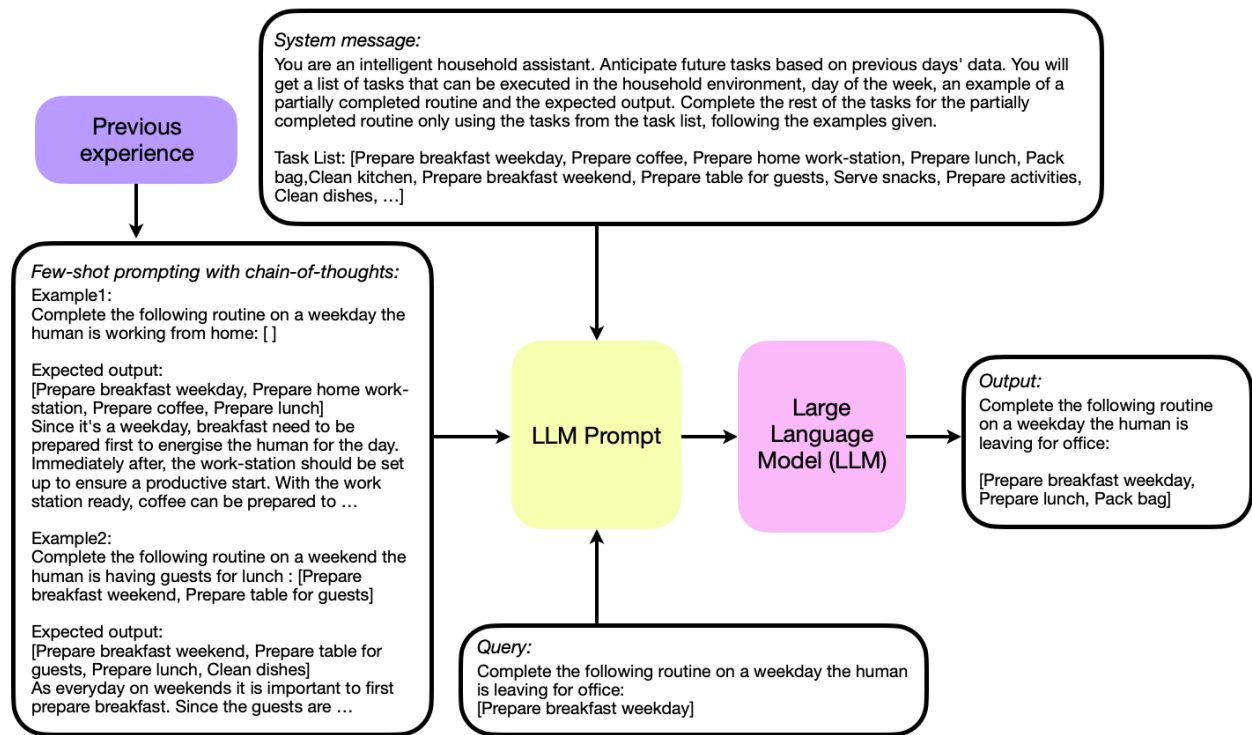 System message:
You are an intelligent household assistant. Anticipate future tasks based on previous days' data. You will
get a list of tasks that can be executed in the household environment, day of the week, an example of a
partially completed routine and the expected output. Complete the rest of the tasks for the partially
completed routine only using the tasks from the task list, following the examples given.
Task List: [Prepare breakfast weekday, Prepare coffee, Prepare home work-station, Prepare lunch, Pack
bag,Clean kitchen, Prepare breakfast weekend, Prepare table for guests, Serve snacks, Prepare activities,
Clean dishes, …]
Previous
experience
Few-shot prompting with chain-of-thoughts:
Example1:
Complete the following routine on a weekday the
human is working from home: [ ]
Expected output:
[Prepare breakfast weekday, Prepare home work-
station, Prepare coffee, Prepare lunch]
Since it's a weekday, breakfast need to be
prepared first to energise the human for the day.
Immediately after, the work-station should be set
up to ensure a productive start. With the work
station ready, coffee can be prepared to …
Example2:
Complete the following routine on a weekend the
human is having guests for lunch : [Prepare
breakfast weekend, Prepare table for guests]
Expected output:
[Prepare breakfast weekend, Prepare table for
guests, Prepare lunch, Clean dishes]
As everyday on weekends it is important to first
prepare breakfast. Since the guests are …
LLM Prompt
Large
Language
Model (LLM)
Output:
Complete the following routine
on a weekday the human is
leaving for office:
[Prepare breakfast weekday,
Prepare lunch, Pack bag]
Query:
Complete the following routine on a weekday the human
is leaving for office:
[Prepare breakfast weekday]